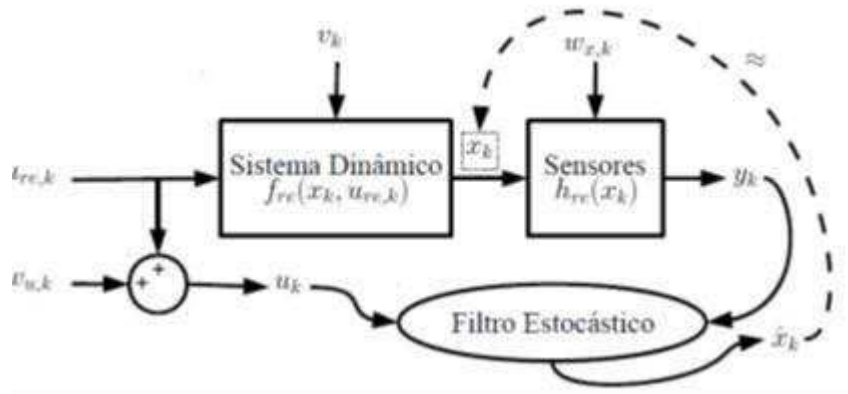 v_k
w_{x,k}
≈
Sistema Dinâmico
f_{re}(x_k, u_{re,k})
x_k
Sensores
h_{re}(x_k)
y_k
u_{re,k}
+
+
v_{u,k}
u_k
Filtro Estocástico
x̂_k